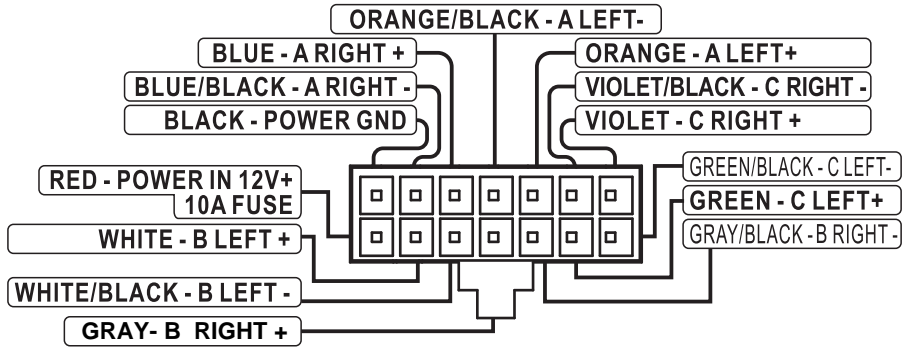 ORANGE/BLACK - A LEFT-
BLUE - A RIGHT +
ORANGE - A LEFT+
BLUE/BLACK - A RIGHT -
VIOLET/BLACK - C RIGHT -
BLACK - POWER GND
VIOLET - C RIGHT +
GREEN/BLACK - C LEFT-
RED - POWER IN 12V+
10A FUSE
GREEN - C LEFT+
WHITE - B LEFT +
GRAY/BLACK - B RIGHT -
WHITE/BLACK - B LEFT -
GRAY- B RIGHT +